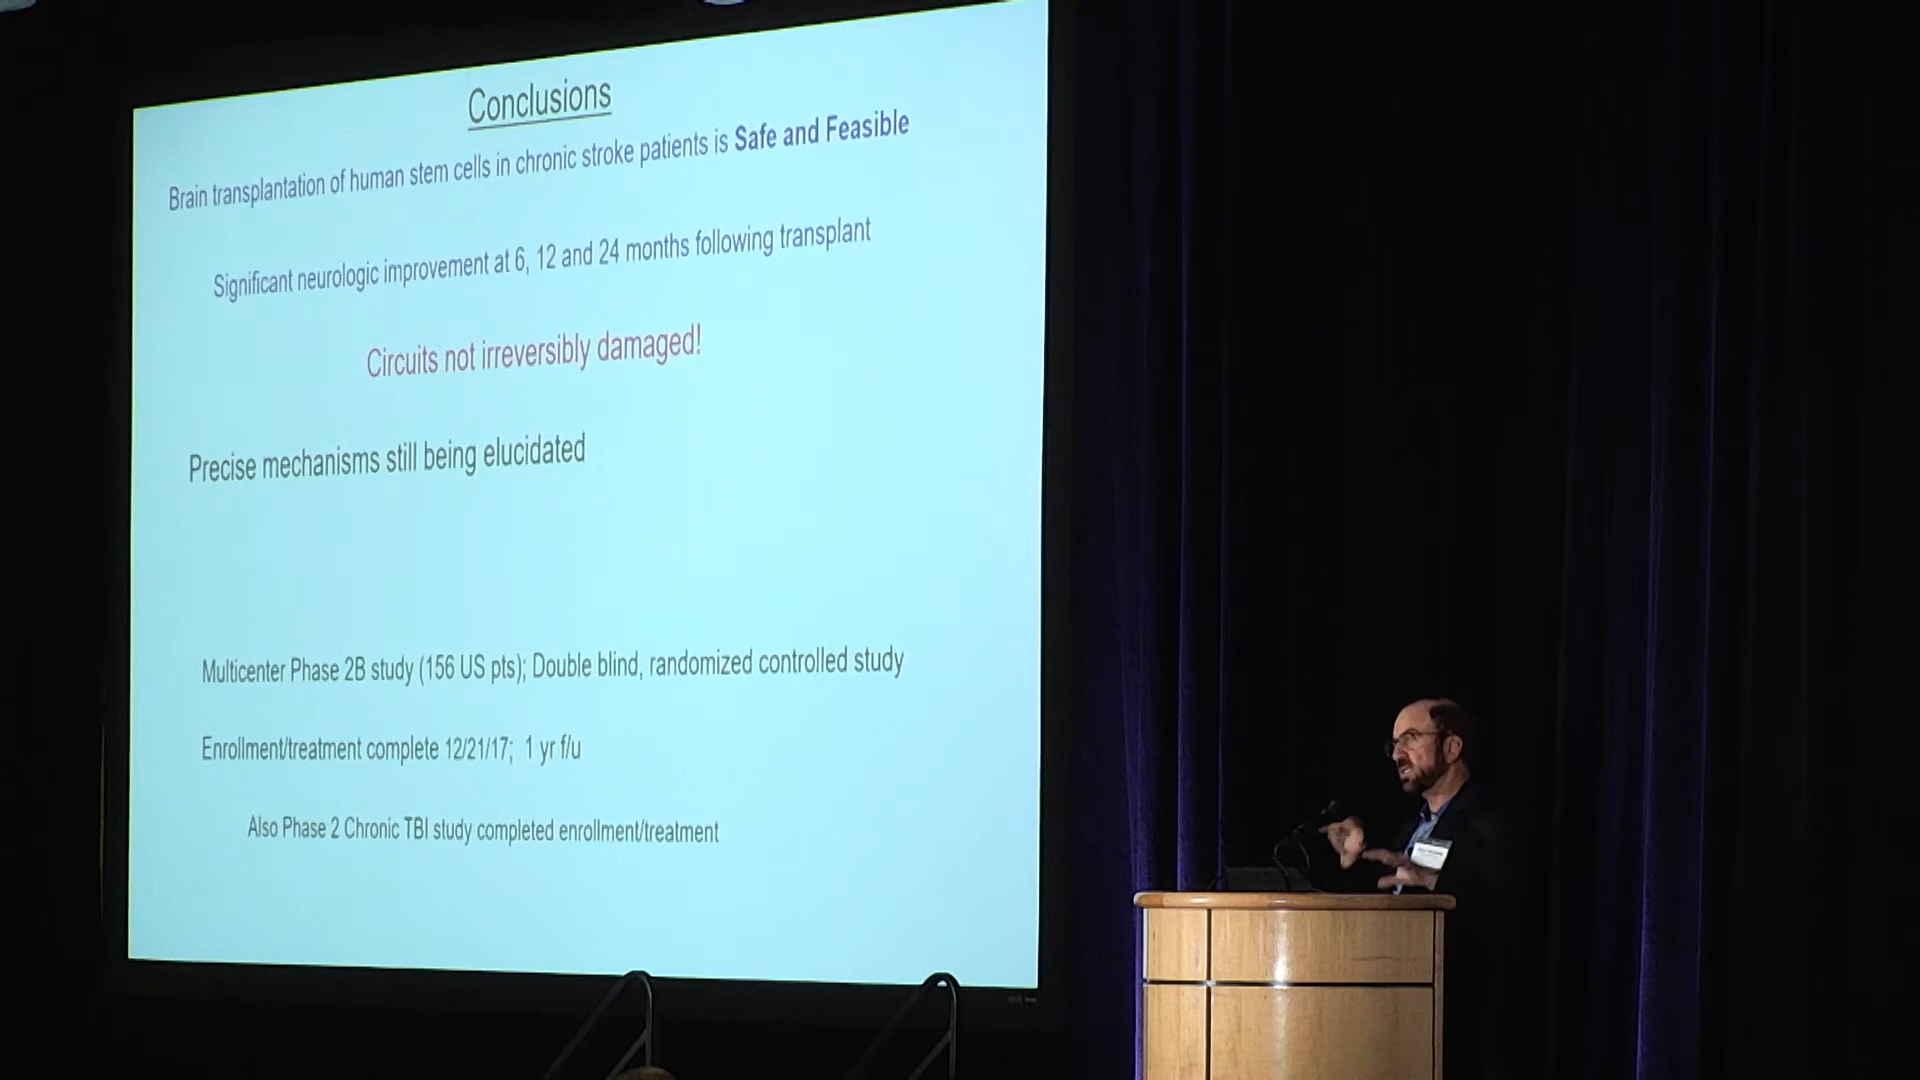 Conclusions
Brain transplantation of human stem cells in chronic stroke patients is Safe and Feasible
Significant neurologic improvement at 6, 12 and 24 months following transplant
Circuits not irreversibly damaged!
Precise mechanisms still being elucidated
Multicenter Phase 2B study (156 US pts); Double blind, randomized controlled study
Enrollment/treatment complete 12/21/17; 1 yr f/u
Also Phase 2 Chronic TBI study completed enrollment/treatment